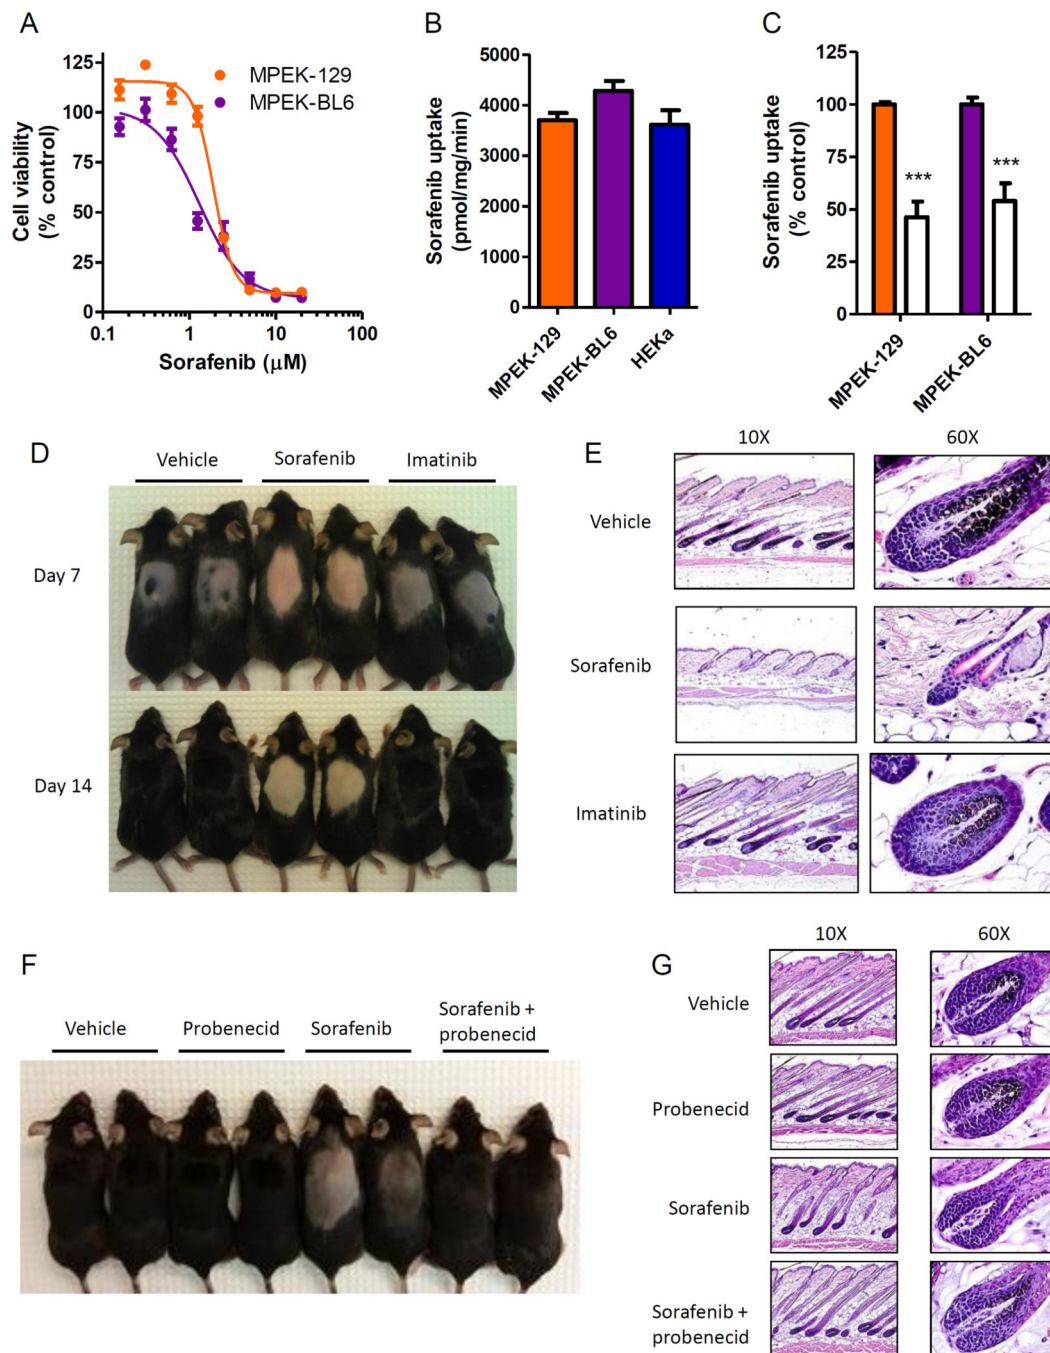 A
Cell viability
(% control)
125
100
75
50
25
0
0.1
1
10
100
Sorafenib (µM)
MPEK-129
MPEK-BL6
B
Sorafenib uptake
(pmol/mg/min)
5000
4000
3000
2000
1000
0
MPEK-129
MPEK-BL6
HEKa
C
Sorafenib uptake
(% control)
125
100
75
50
25
0
***
***
MPEK-129
MPEK-BL6
D
Vehicle
Sorafenib
Imatinib
Day 7
Day 14
E
10X
60X
Vehicle
Sorafenib
Imatinib
F
Vehicle
Probenecid
Sorafenib
Sorafenib +
probenecid
G
10X
60X
Vehicle
Probenecid
Sorafenib
Sorafenib +
probenecid